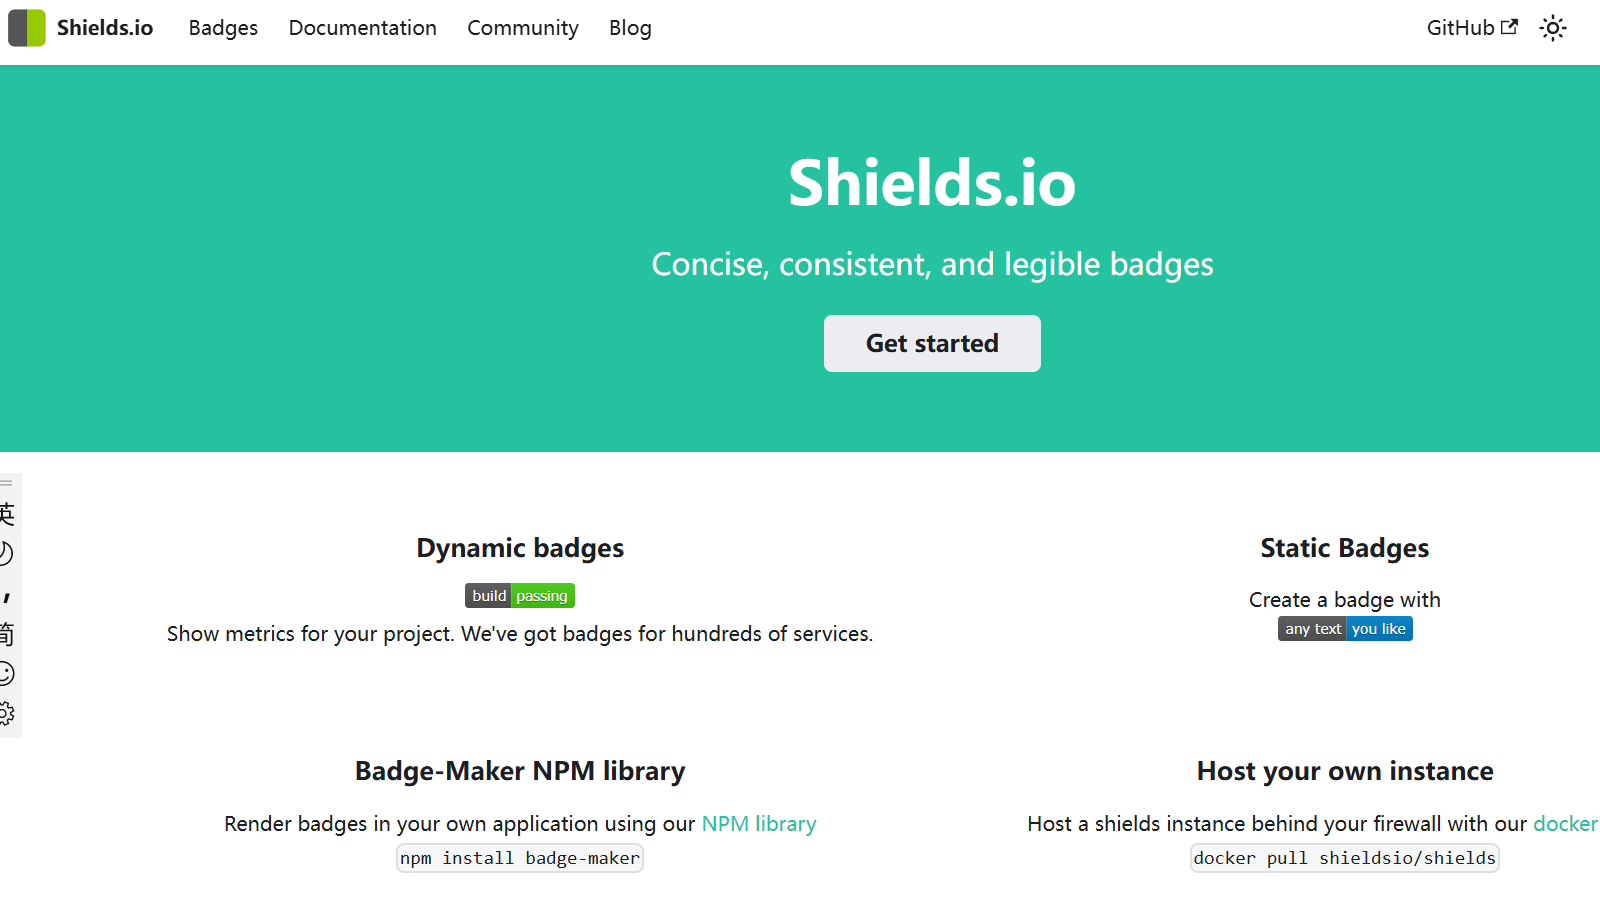 Shields.io Badges Documentation Community Blog GitHub
Shields.io
Concise, consistent, and legible badges
Get started
英
,
简
Dynamic badges
build passing
Show metrics for your project. We've got badges for hundreds of services.
Static Badges
Create a badge with
any text you like
Badge-Maker NPM library
Render badges in your own application using our NPM library
npm install badge-maker
Host your own instance
Host a shields instance behind your firewall with our docker
docker pull shieldsio/shields